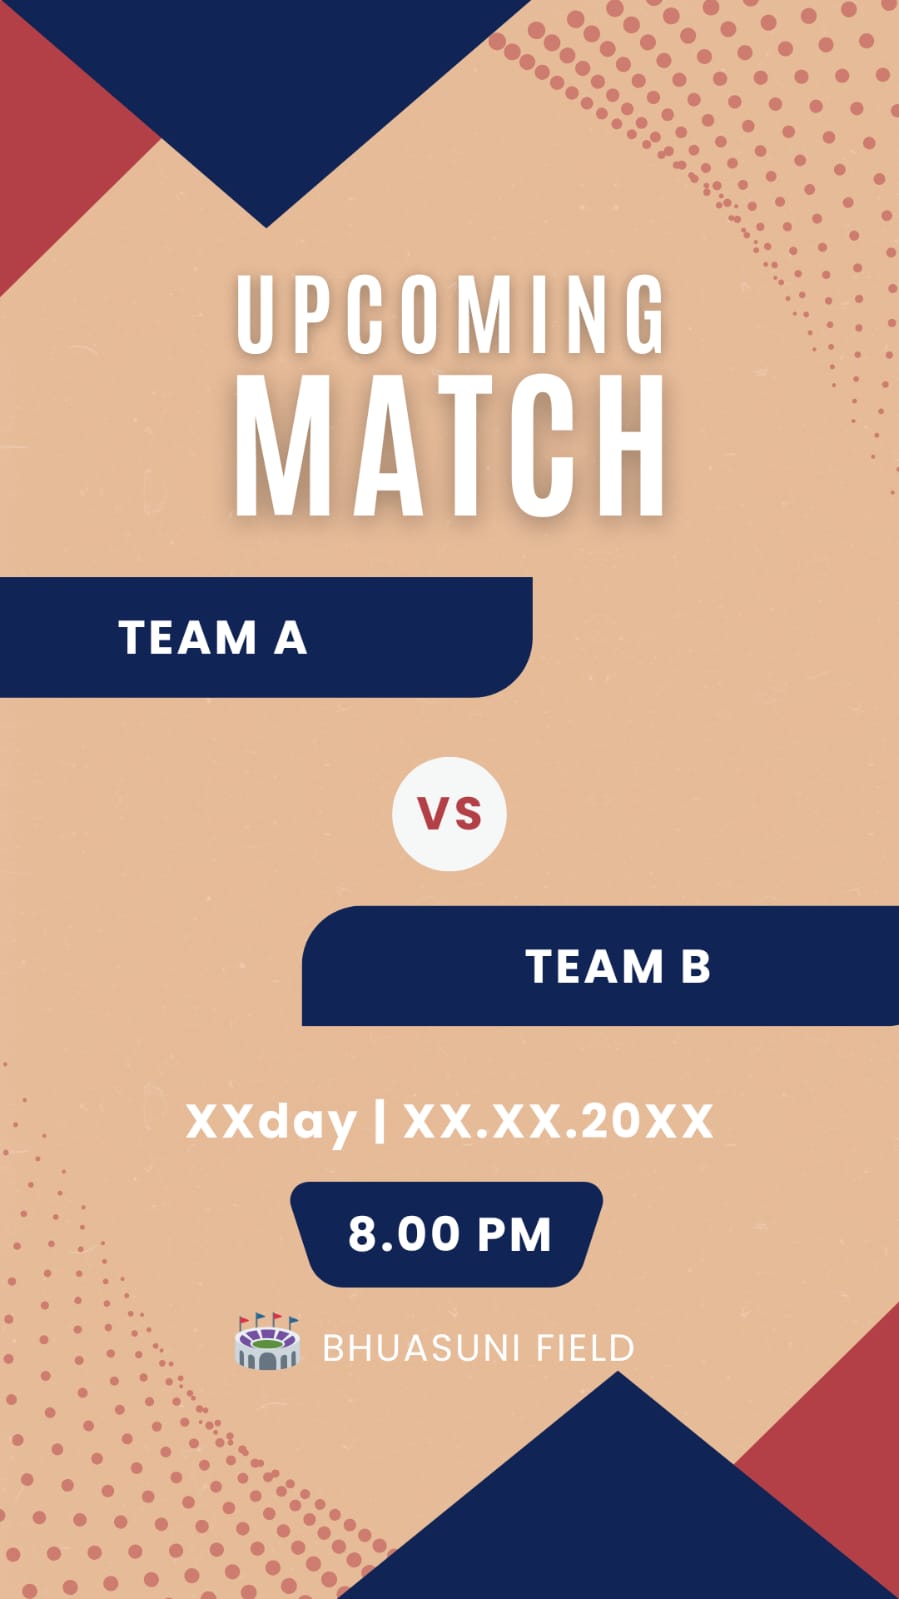 UPCOMING
MATCH
TEAM A
VS
TEAM B
XXday | XX.XX.20XX
8.00 PM
BHUASUNI FIELD